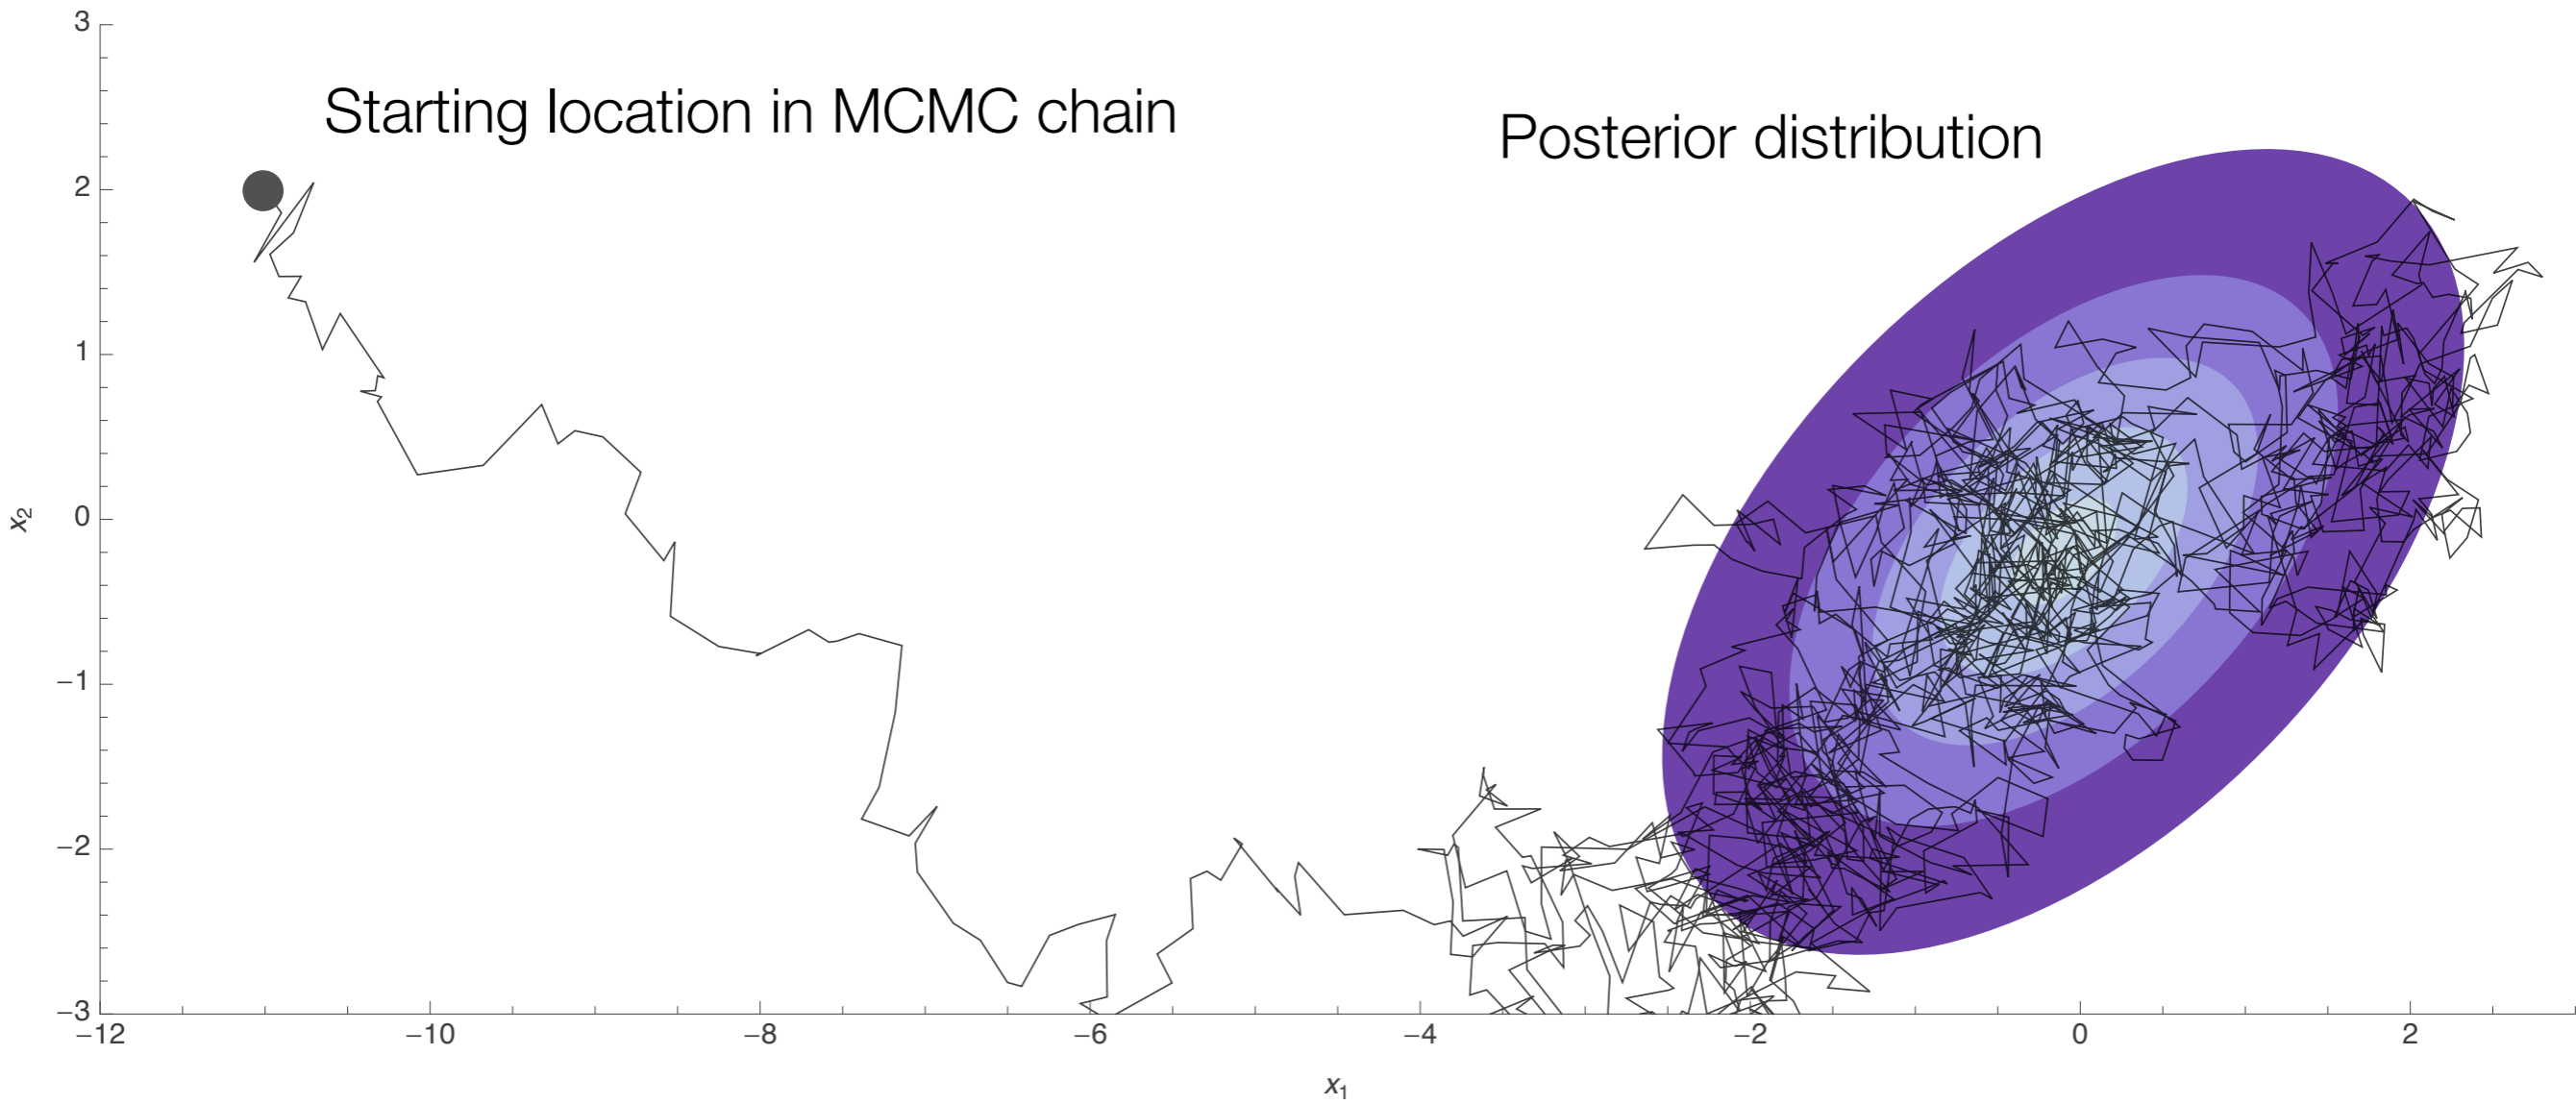 3
Starting location in MCMC chain
Posterior distribution
2
1
0
x₂
−1
−2
−3
−12 −10 −8 −6 −4 −2 0 2
x₁